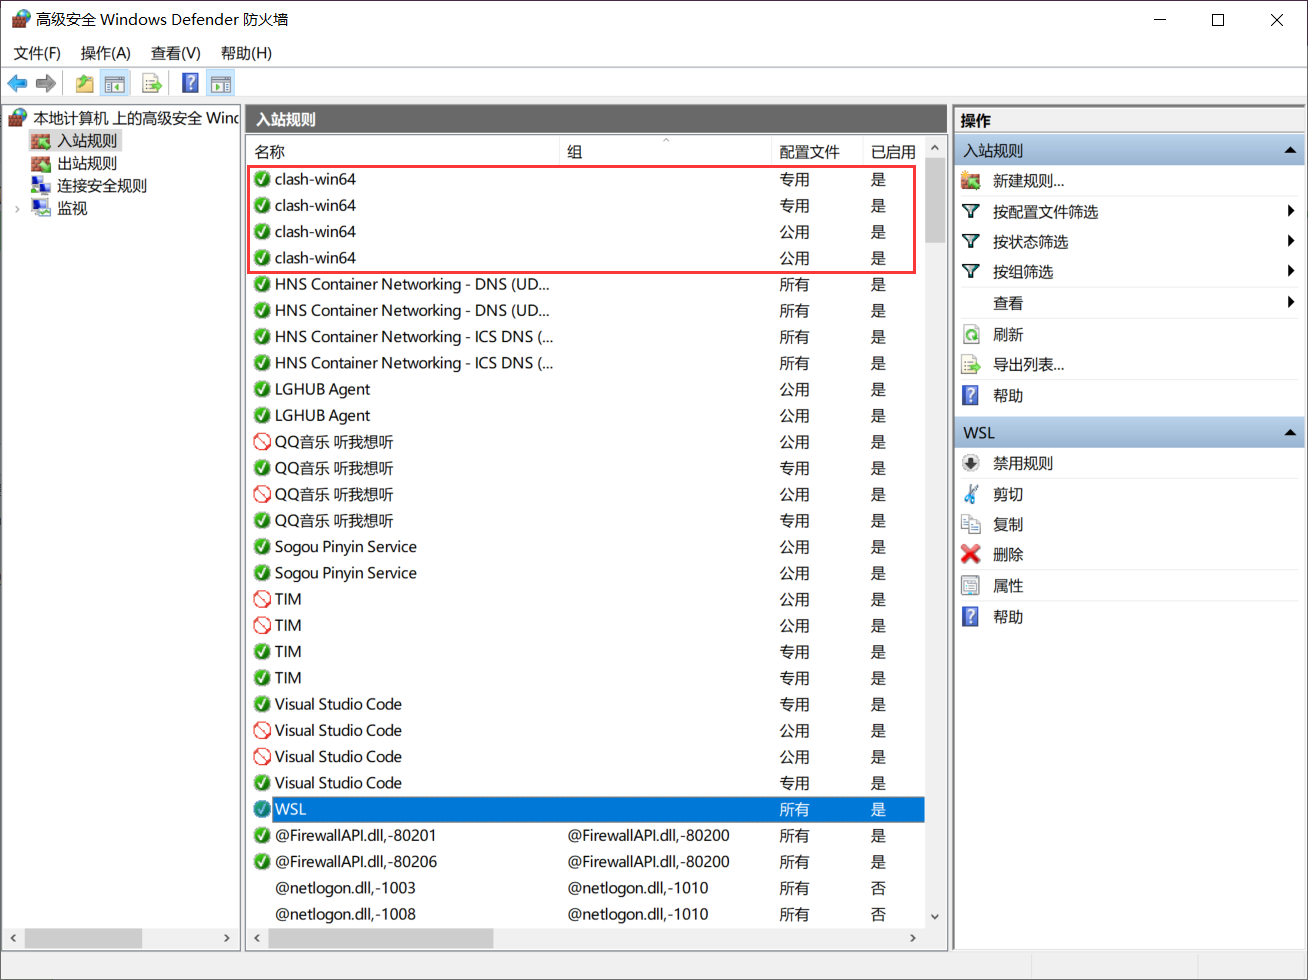 高级安全 Windows Defender 防火墙
文件(F) 操作(A) 查看(V) 帮助(H)
本地计算机 上的高级安全 Wind
入站规则
出站规则
连接安全规则
监视
入站规则
名称 组 配置文件 已启用
clash-win64 专用 是
clash-win64 专用 是
clash-win64 公用 是
clash-win64 公用 是
HNS Container Networking - DNS (UD... 所有 是
HNS Container Networking - DNS (UD... 所有 是
HNS Container Networking - ICS DNS (... 所有 是
HNS Container Networking - ICS DNS (... 所有 是
LGHUB Agent 公用 是
LGHUB Agent 公用 是
QQ音乐 听我想听 公用 是
QQ音乐 听我想听 专用 是
QQ音乐 听我想听 公用 是
QQ音乐 听我想听 专用 是
Sogou Pinyin Service 公用 是
Sogou Pinyin Service 公用 是
TIM 公用 是
TIM 公用 是
TIM 专用 是
TIM 专用 是
Visual Studio Code 专用 是
Visual Studio Code 公用 是
Visual Studio Code 公用 是
Visual Studio Code 专用 是
WSL 所有 是
@FirewallAPI.dll,-80201 @FirewallAPI.dll,-80200 所有 是
@FirewallAPI.dll,-80206 @FirewallAPI.dll,-80200 所有 是
@netlogon.dll,-1003 @netlogon.dll,-1010 所有 否
@netlogon.dll,-1008 @netlogon.dll,-1010 所有 否
操作
入站规则
新建规则...
按配置文件筛选
按状态筛选
按组筛选
查看
刷新
导出列表...
帮助
WSL
禁用规则
剪切
复制
删除
属性
帮助